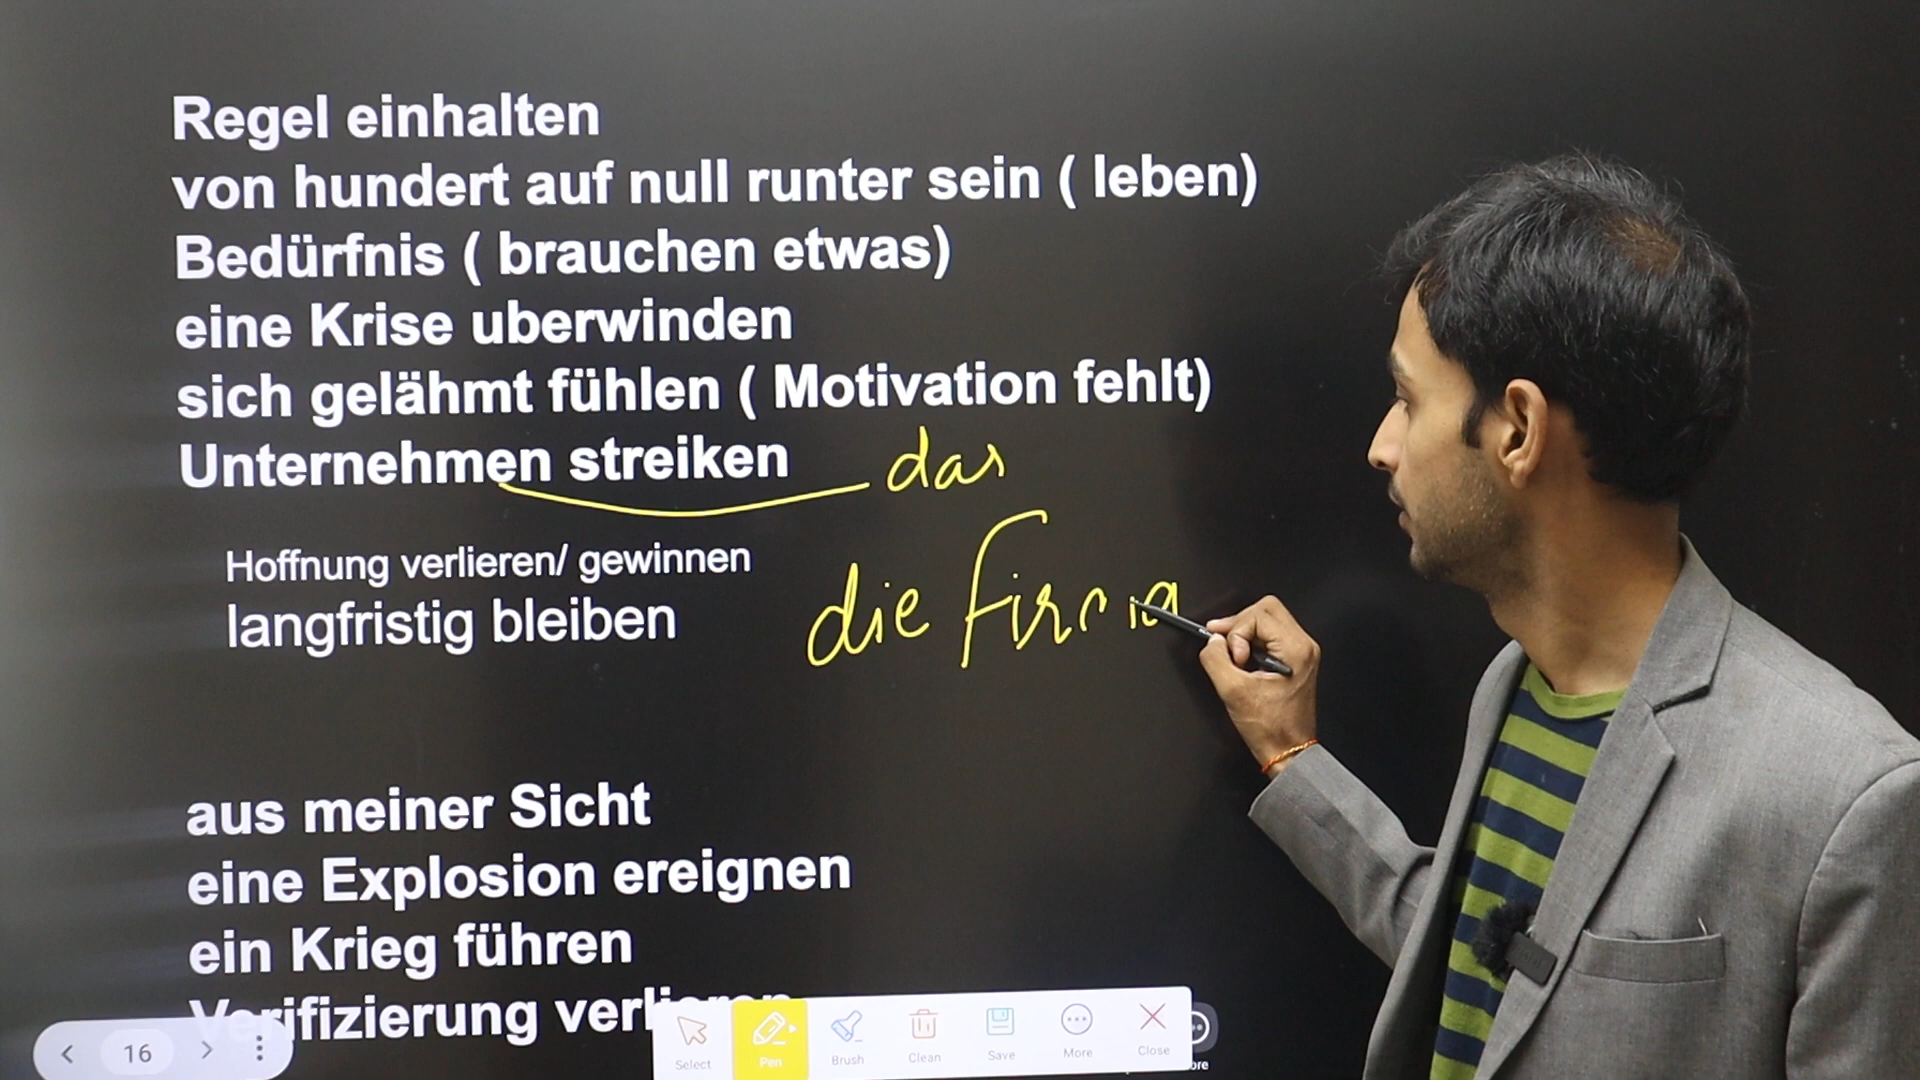 Regel einhalten
von hundert auf null runter sein ( leben)
Bedürfnis ( brauchen etwas)
eine Krise uberwinden
sich gelähmt fühlen ( Motivation fehlt)
Unternehmen streiken das
Hoffnung verlieren/ gewinnen
langfristig bleiben
die Firma
aus meiner Sicht
eine Explosion ereignen
ein Krieg führen
Verifizierung verlieren
16
Select Pen Brush Clean Save More Close